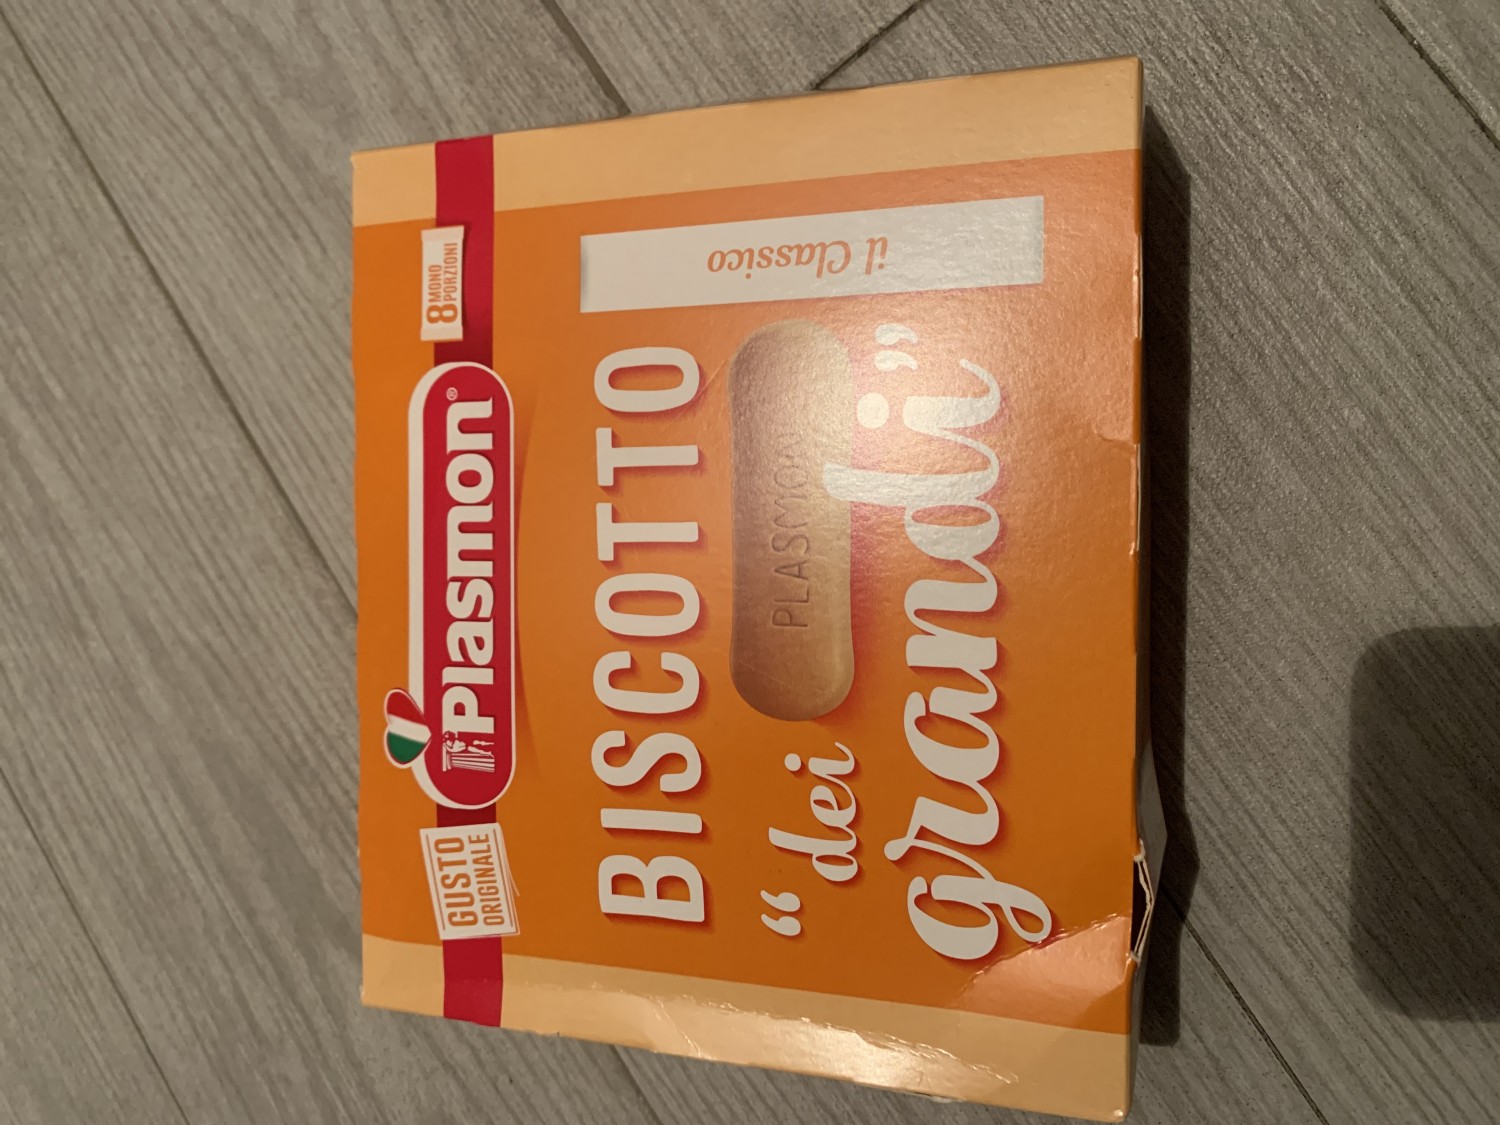 GUSTO
ORIGINALE
Plasmon®
8 MONO
PORZIONI
BISCOTTO
PLASMON
“dei
grandi”
il Classico